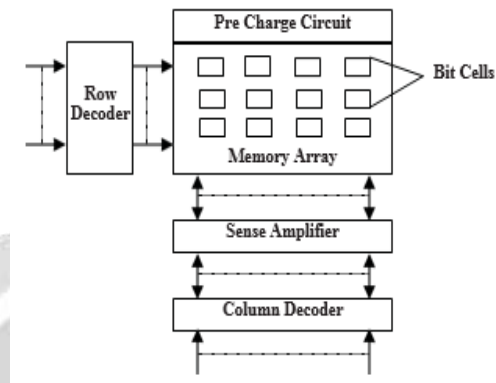 Pre Charge Circuit
Bit Cells
Row
Decoder
Memory Array
Sense Amplifier
Column Decoder